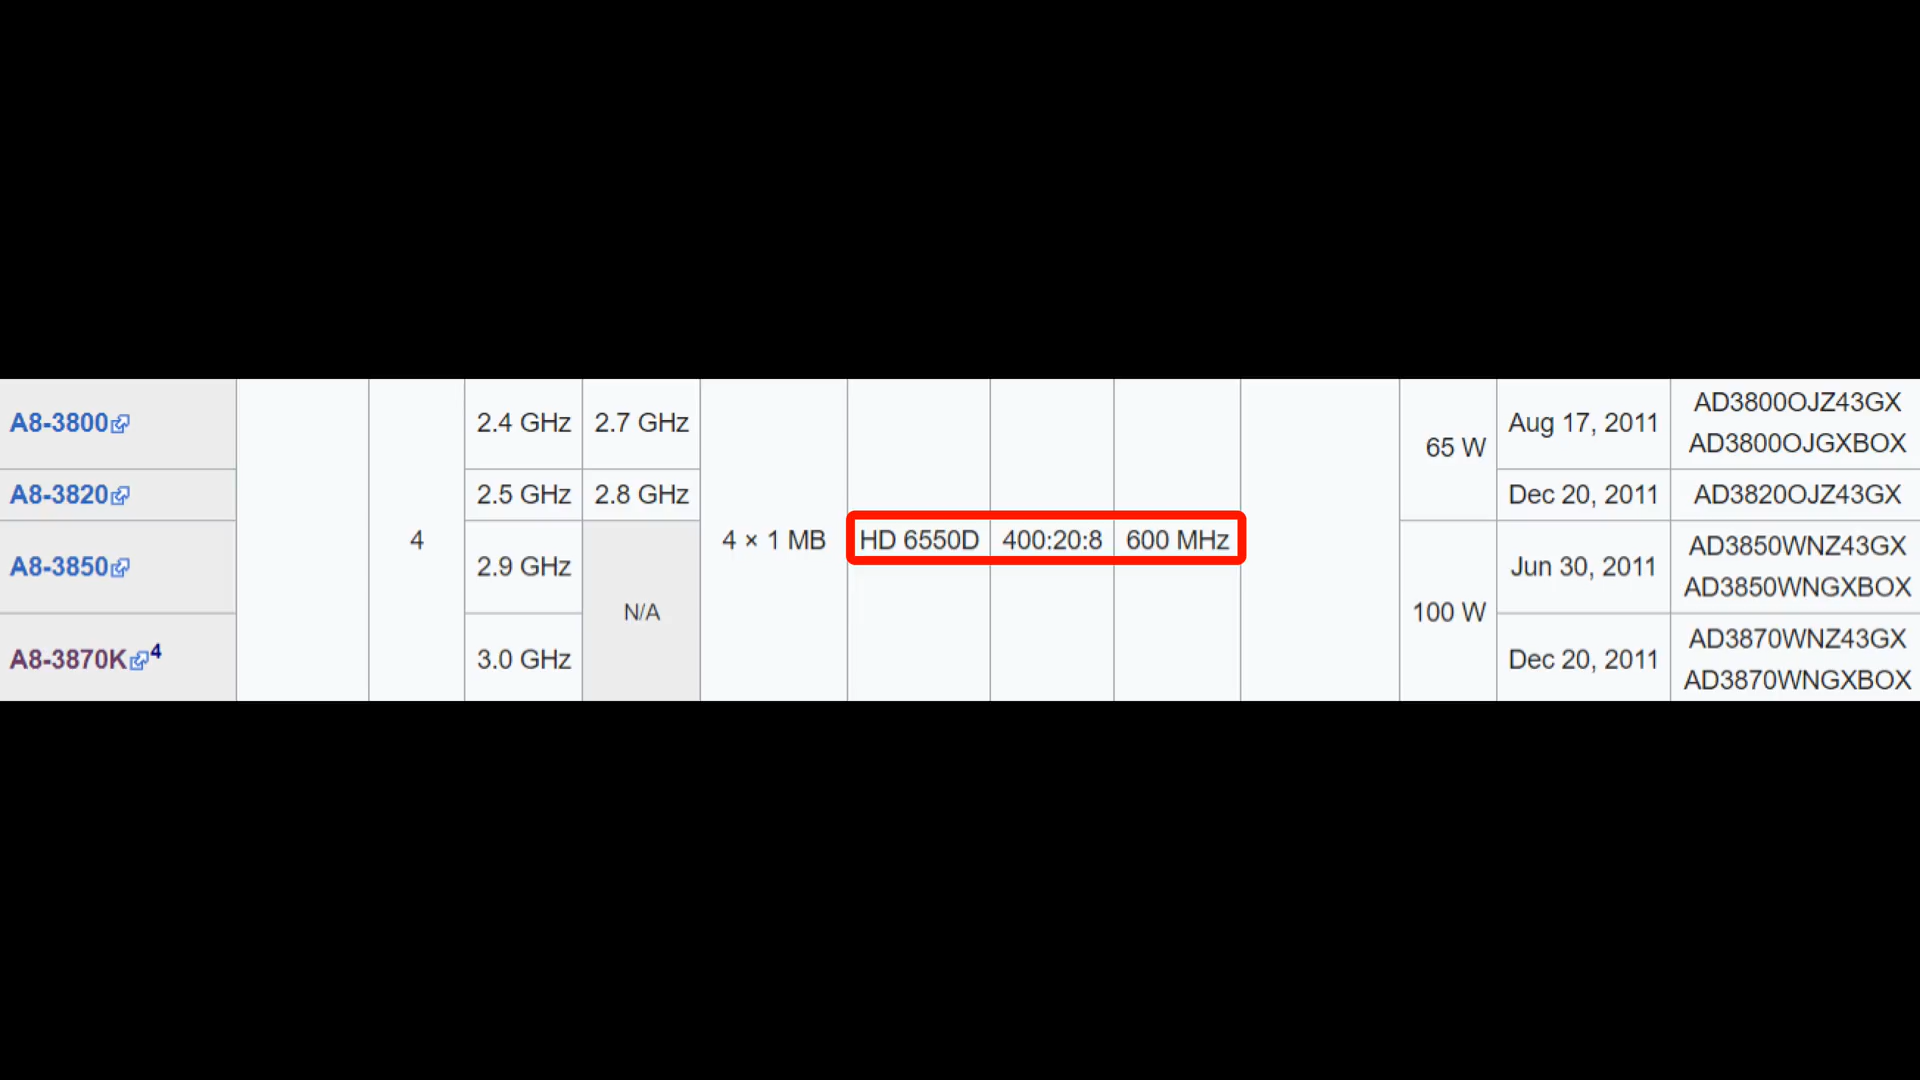 A8-3800 2.4 GHz 2.7 GHz Aug 17, 2011 AD3800OJZ43GX
AD3800OJGXBOX
65 W
A8-3820 2.5 GHz 2.8 GHz Dec 20, 2011 AD3820OJZ43GX
4 4 × 1 MB HD 6550D 400:20:8 600 MHz
A8-3850 2.9 GHz Jun 30, 2011 AD3850WNZ43GX
AD3850WNGXBOX
N/A 100 W
A8-3870K 4 3.0 GHz Dec 20, 2011 AD3870WNZ43GX
AD3870WNGXBOX